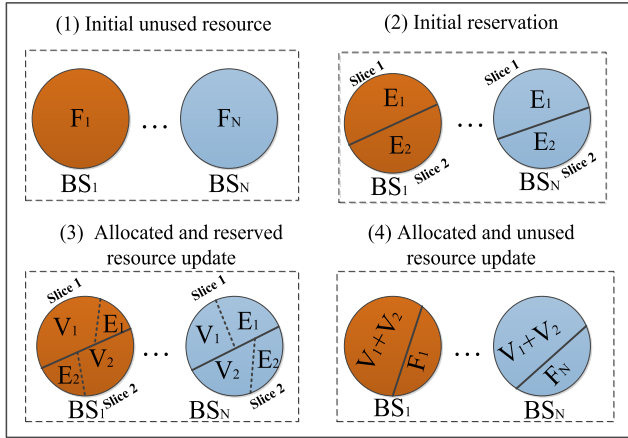 (1) Initial unused resource
F1
...
FN
BS1
BSN
(2) Initial reservation
Slice 1
E1
E2
Slice 2
BS1
...
Slice 1
E1
E2
Slice 2
BSN
(3) Allocated and reserved
resource update
Slice 1
V1
E1
E2
V2
Slice 2
BS1
...
Slice 1
V1
E1
V2
E2
Slice 2
BSN
(4) Allocated and unused
resource update
V1+V2
F1
BS1
...
V1+V2
FN
BSN